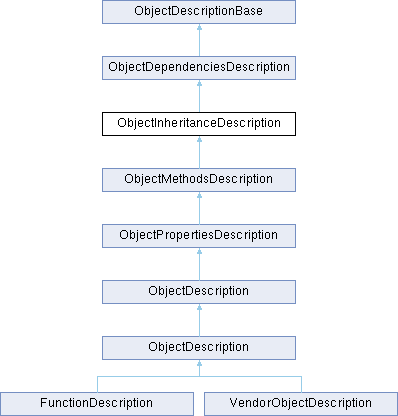 ObjectDescriptionBase
ObjectDependenciesDescription
ObjectInheritanceDescription
ObjectMethodsDescription
ObjectPropertiesDescription
ObjectDescription
ObjectDescription
FunctionDescription
VendorObjectDescription